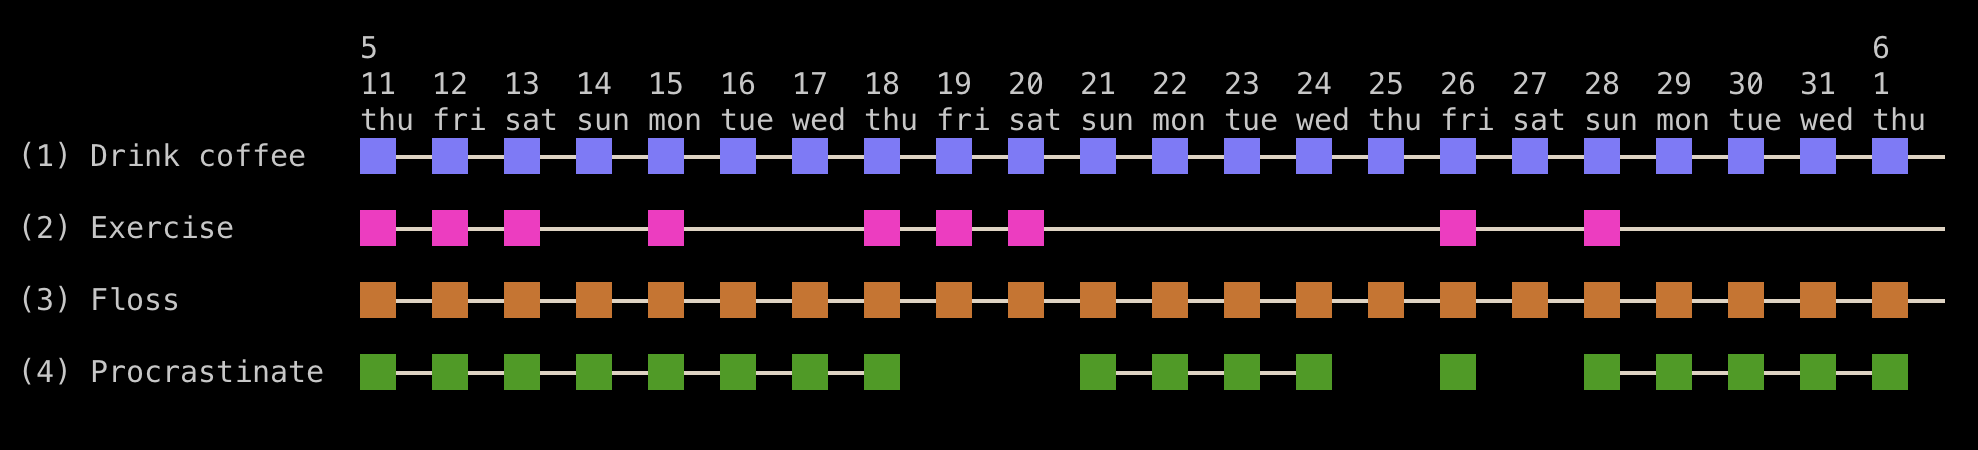 5 6
11 12 13 14 15 16 17 18 19 20 21 22 23 24 25 26 27 28 29 30 31 1
thu fri sat sun mon tue wed thu fri sat sun mon tue wed thu fri sat sun mon tue wed thu
(1) Drink coffee
(2) Exercise
(3) Floss
(4) Procrastinate